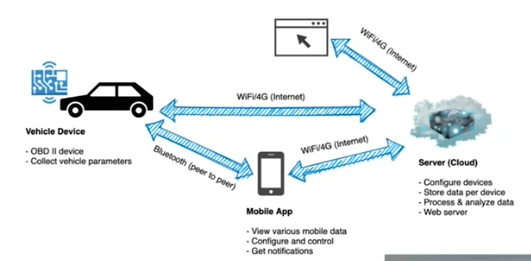 WiFi/4G (Internet)
WiFi/4G (Internet)
Vehicle Device
- OBD II device
- Collect vehicle parameters
Bluetooth (peer to peer)
WiFi/4G (Internet)
Server (Cloud)
- Configure devices
- Store data per device
- Process & analyze data
- Web server
Mobile App
- View various mobile data
- Configure and control
- Get notifications